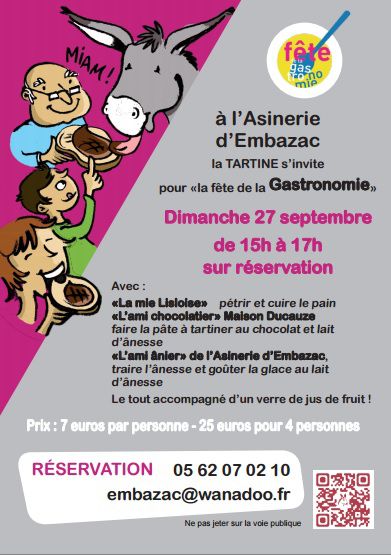 MIAM!
fête
de la
gas
tro
no
mie
à l'Asinerie
d'Embazac
la TARTINE s'invite
pour «la fête de la Gastronomie»
Dimanche 27 septembre
de 15h à 17h
sur réservation
Avec :
«La mie Lisloise» pétrir et cuire le pain
«L'ami chocolatier» Maison Ducauze
faire la pâte à tartiner au chocolat et lait
d'ânesse
«L'ami ânier» de l'Asinerie d'Embazac,
traire l'ânesse et goûter la glace au lait
d'ânesse
Le tout accompagné d'un verre de jus de fruit !
Prix : 7 euros par personne - 25 euros pour 4 personnes
RÉSERVATION 05 62 07 02 10
embazac@wanadoo.fr
Ne pas jeter sur la voie publique